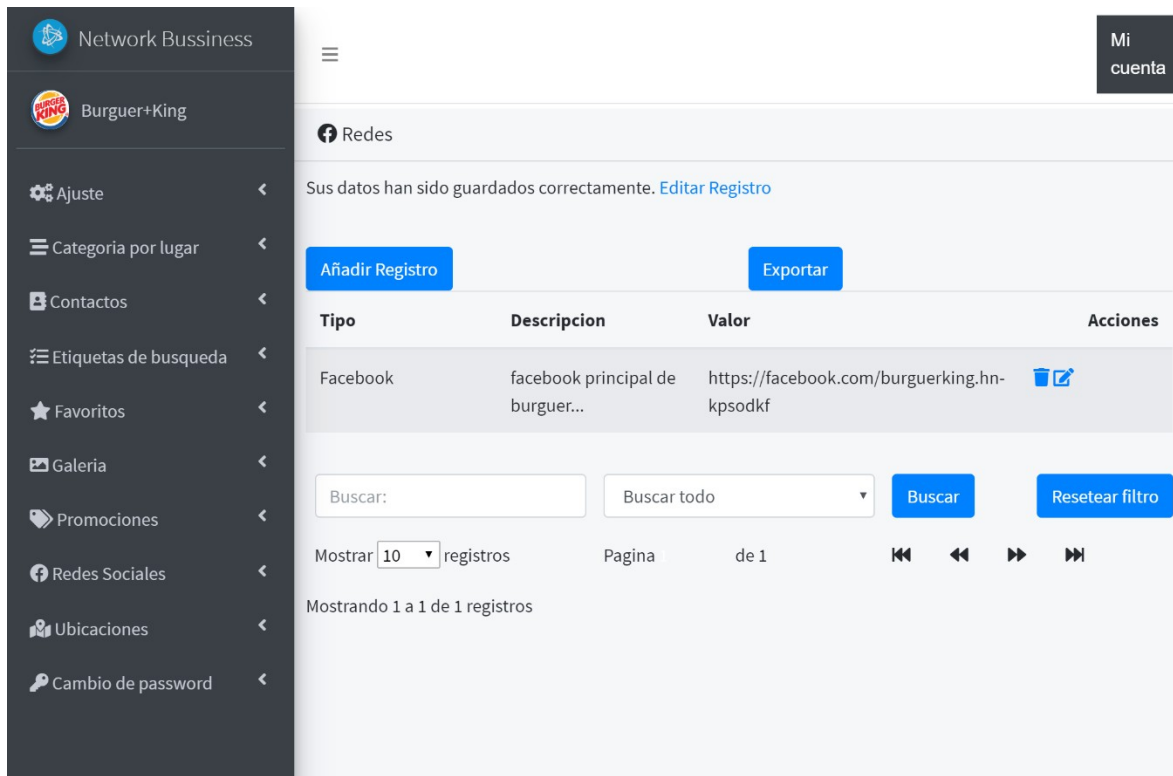 Network Bussiness
BURGER
KING
Burguer+King
Ajuste
Categoria por lugar
Contactos
Etiquetas de busqueda
Favoritos
Galeria
Promociones
Redes Sociales
Ubicaciones
Cambio de password
Mi
cuenta
Redes
Sus datos han sido guardados correctamente. Editar Registro
Añadir Registro Exportar
Tipo Descripcion Valor Acciones
Facebook facebook principal de https://facebook.com/burguerking.hn-
burguer... kpsodkf
Buscar: Buscar todo Buscar Resetear filtro
Mostrar 10 registros Pagina 1 de 1
Mostrando 1 a 1 de 1 registros